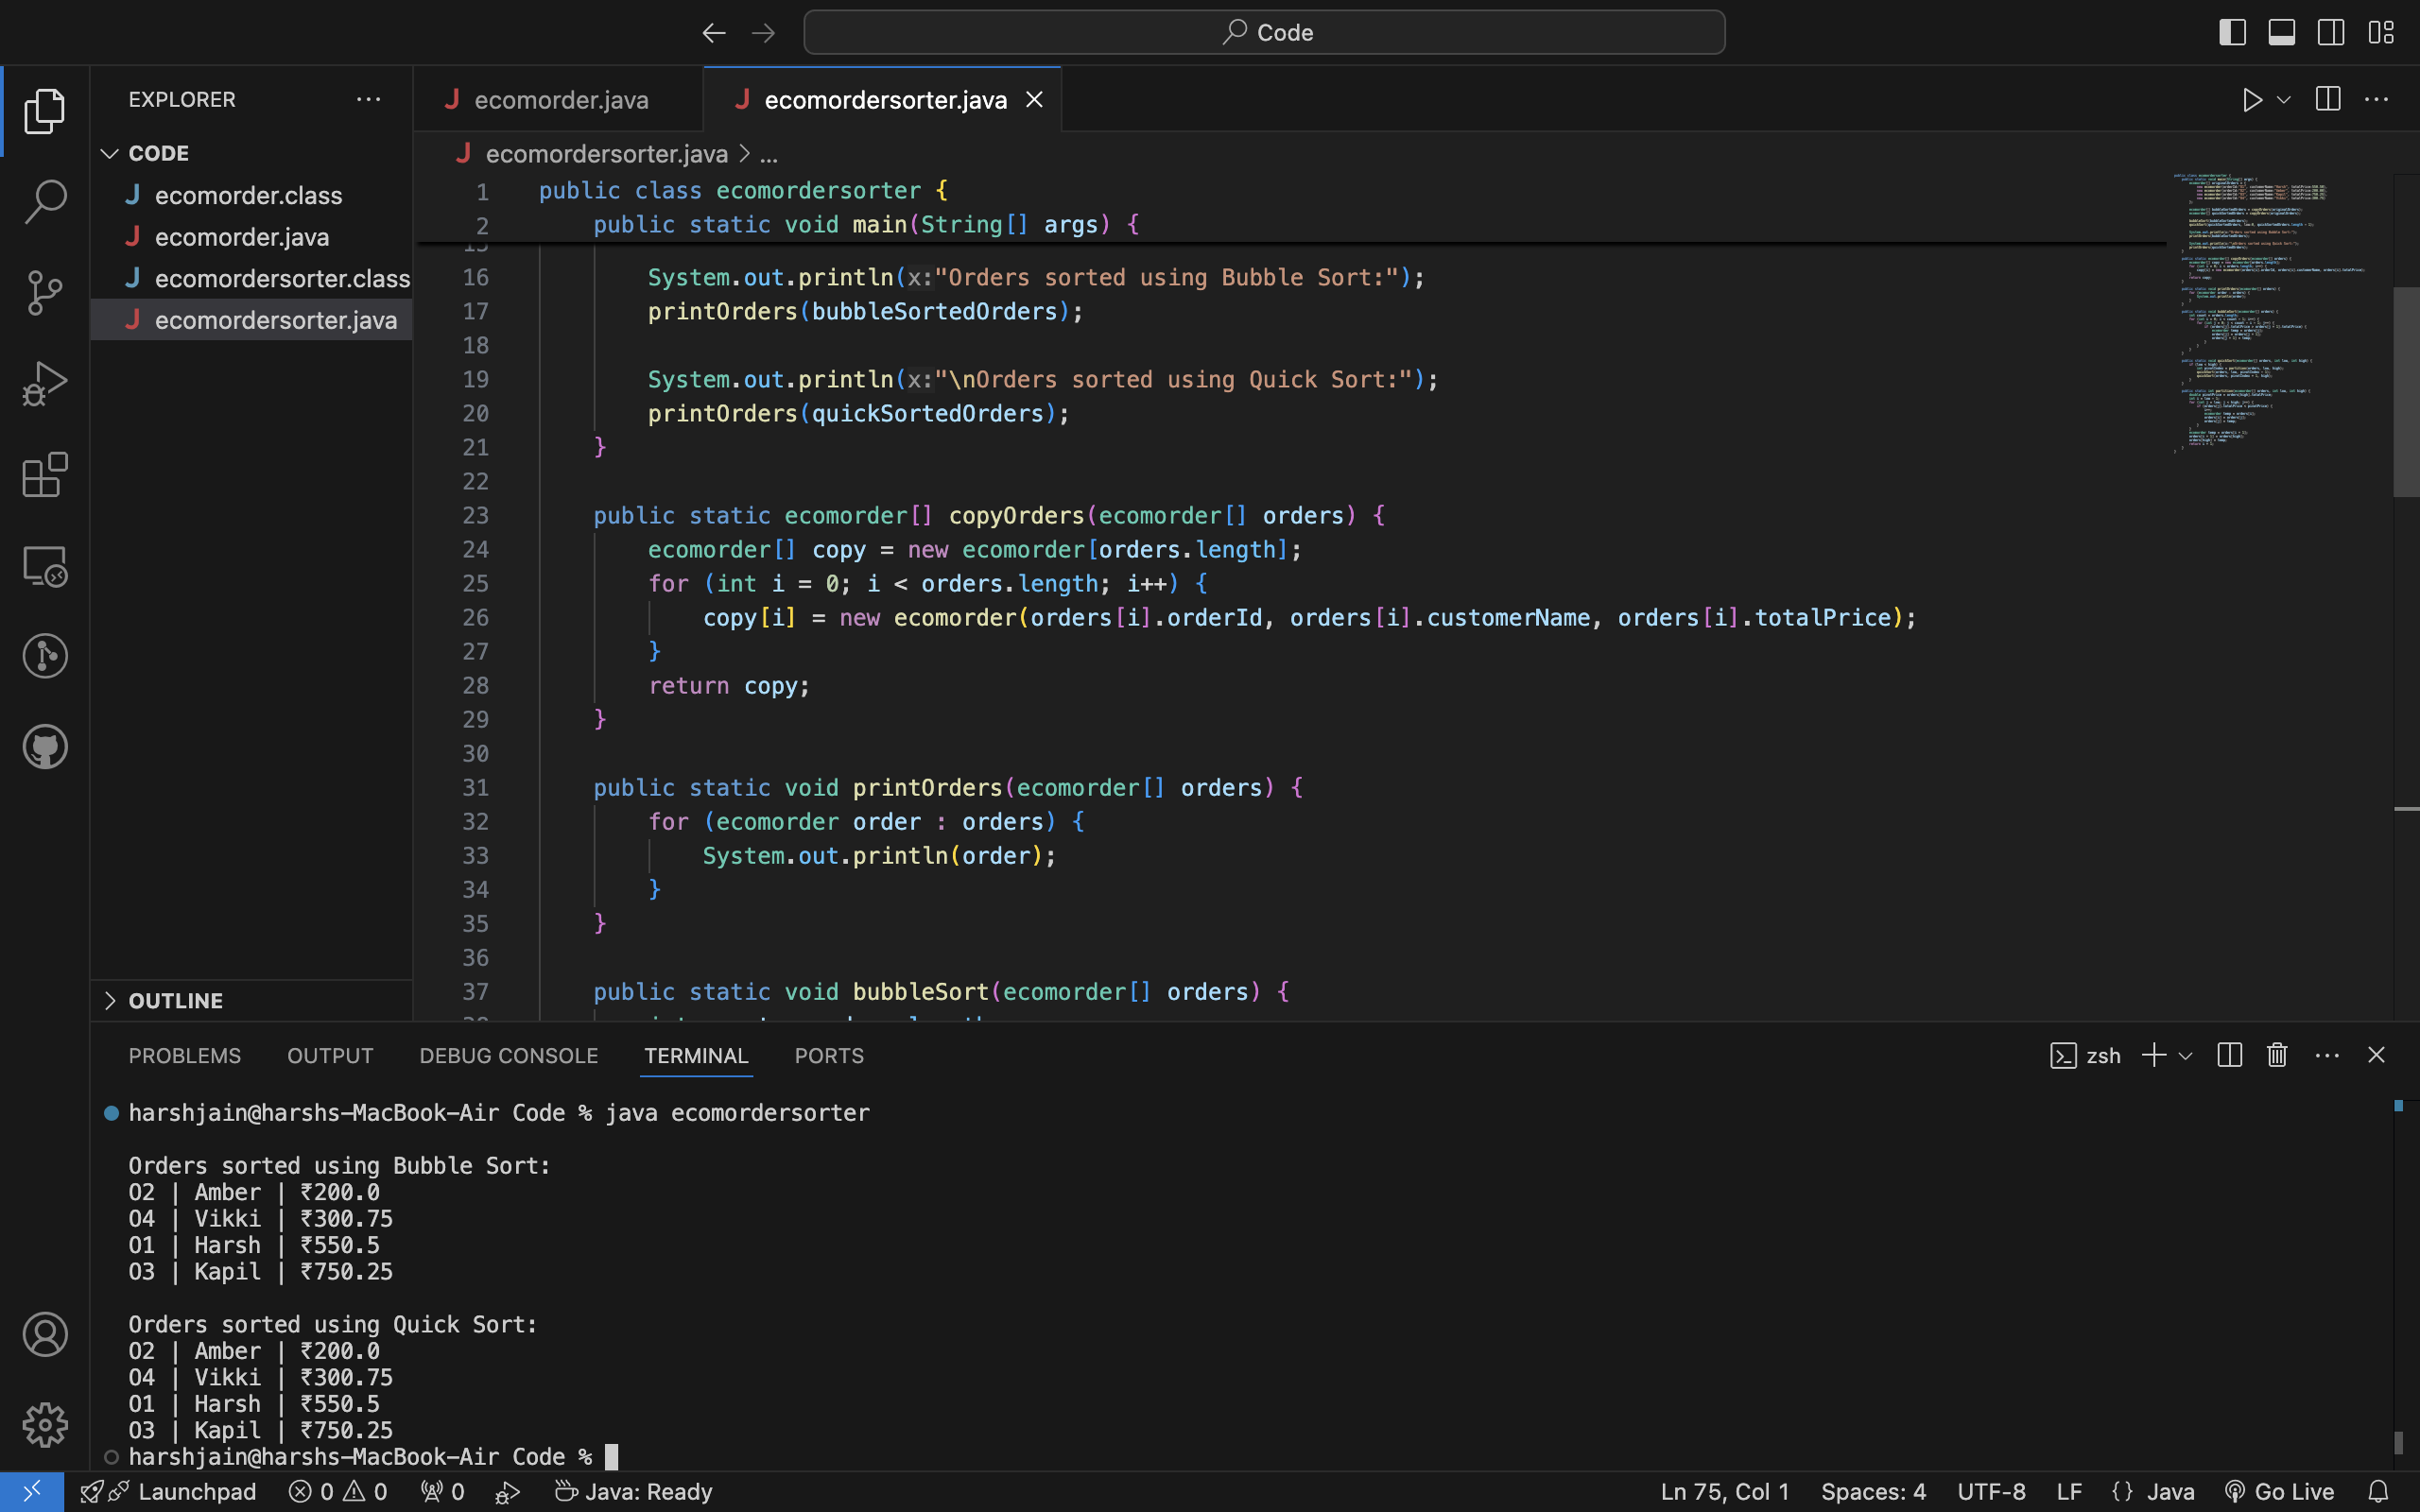 Code
EXPLORER
CODE
ecomorder.class
ecomorder.java
ecomordersorter.class
ecomordersorter.java
OUTLINE
ecomorder.java
ecomordersorter.java
ecomordersorter.java > ...
1 public class ecomordersorter {
2 public static void main(String[] args) {
16 System.out.println(x:"Orders sorted using Bubble Sort:");
17 printOrders(bubbleSortedOrders);
18
19 System.out.println(x:"\nOrders sorted using Quick Sort:");
20 printOrders(quickSortedOrders);
21 }
22
23 public static ecomorder[] copyOrders(ecomorder[] orders) {
24 ecomorder[] copy = new ecomorder[orders.length];
25 for (int i = 0; i < orders.length; i++) {
26 copy[i] = new ecomorder(orders[i].orderId, orders[i].customerName, orders[i].totalPrice);
27 }
28 return copy;
29 }
30
31 public static void printOrders(ecomorder[] orders) {
32 for (ecomorder order : orders) {
33 System.out.println(order);
34 }
35 }
36
37 public static void bubbleSort(ecomorder[] orders) {
PROBLEMS OUTPUT DEBUG CONSOLE TERMINAL PORTS
zsh
harshjain@harshs-MacBook-Air Code % java ecomordersorter
Orders sorted using Bubble Sort:
O2 | Amber | ₹200.0
O4 | Vikki | ₹300.75
O1 | Harsh | ₹550.5
O3 | Kapil | ₹750.25
Orders sorted using Quick Sort:
O2 | Amber | ₹200.0
O4 | Vikki | ₹300.75
O1 | Harsh | ₹550.5
O3 | Kapil | ₹750.25
harshjain@harshs-MacBook-Air Code %
Launchpad 0 0 0 Java: Ready Ln 75, Col 1 Spaces: 4 UTF-8 LF {} Java Go Live